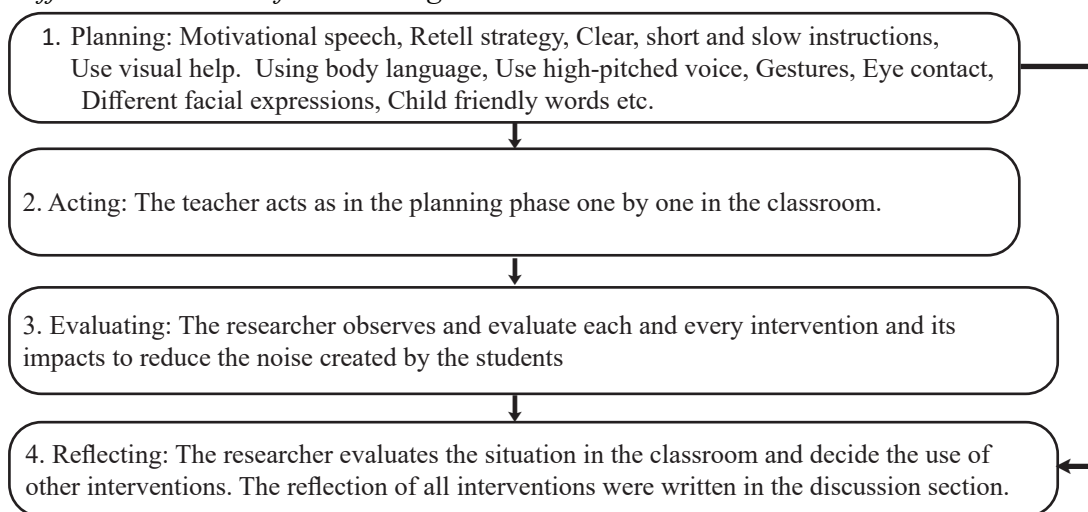 1. Planning: Motivational speech, Retell strategy, Clear, short and slow instructions,
Use visual help. Using body language, Use high-pitched voice, Gestures, Eye contact,
Different facial expressions, Child friendly words etc.
2. Acting: The teacher acts as in the planning phase one by one in the classroom.
3. Evaluating: The researcher observes and evaluate each and every intervention and its
impacts to reduce the noise created by the students
4. Reflecting: The researcher evaluates the situation in the classroom and decide the use of
other interventions. The reflection of all interventions were written in the discussion section.